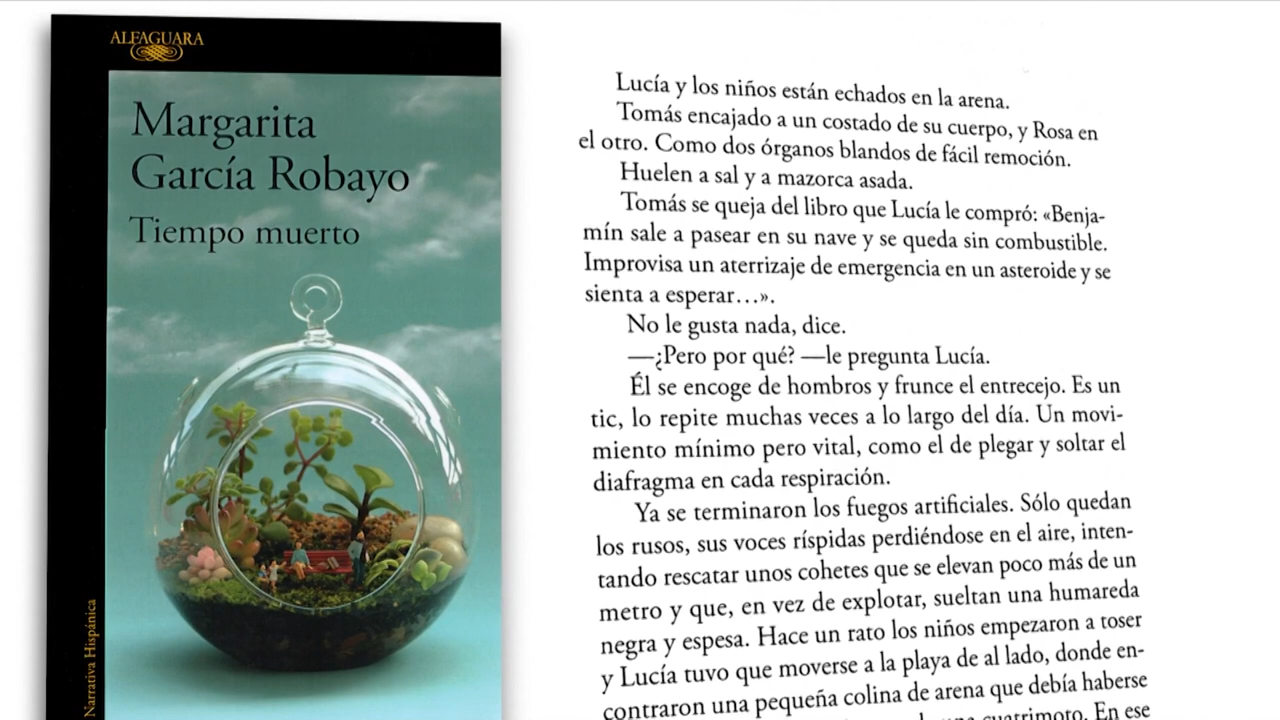 ALFAGUARA
Margarita
García Robayo
Tiempo muerto
Narrativa Hispánica
Lucía y los niños están echados en la arena.
Tomás encajado a un costado de su cuerpo, y Rosa en
el otro. Como dos órganos blandos de fácil remoción.
Huelen a sal y a mazorca asada.
Tomás se queja del libro que Lucía le compró: «Benja-
mín sale a pasear en su nave y se queda sin combustible.
Improvisa un aterrizaje de emergencia en un asteroide y se
sienta a esperar…».
No le gusta nada, dice.
—¿Pero por qué? —le pregunta Lucía.
Él se encoge de hombros y frunce el entrecejo. Es un
tic, lo repite muchas veces a lo largo del día. Un movi-
miento mínimo pero vital, como el de plegar y soltar el
diafragma en cada respiración.
Ya se terminaron los fuegos artificiales. Sólo quedan
los rusos, sus voces ríspidas perdiéndose en el aire, inten-
tando rescatar unos cohetes que se elevan poco más de un
metro y que, en vez de explotar, sueltan una humareda
negra y espesa. Hace un rato los niños empezaron a toser
y Lucía tuvo que moverse a la playa de al lado, donde en-
contraron una pequeña colina de arena que debía haberse
cuatrimoto. En ese